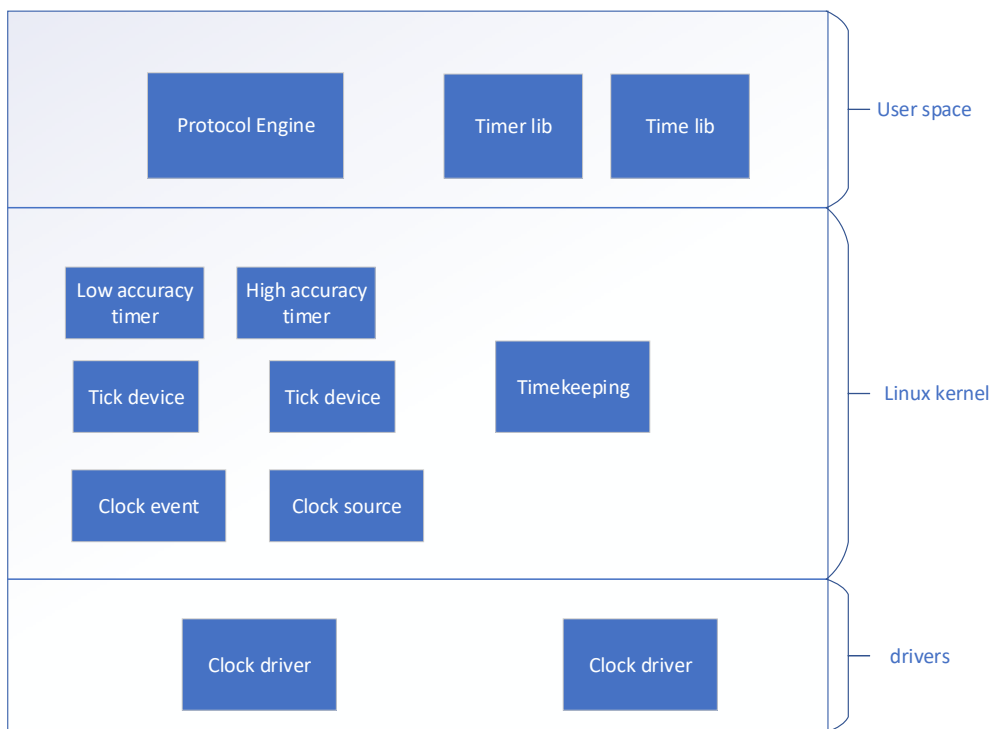 Protocol Engine
Timer lib
Time lib
User space
Low accuracy
timer
High accuracy
timer
Tick device
Tick device
Timekeeping
Linux kernel
Clock event
Clock source
Clock driver
Clock driver
drivers